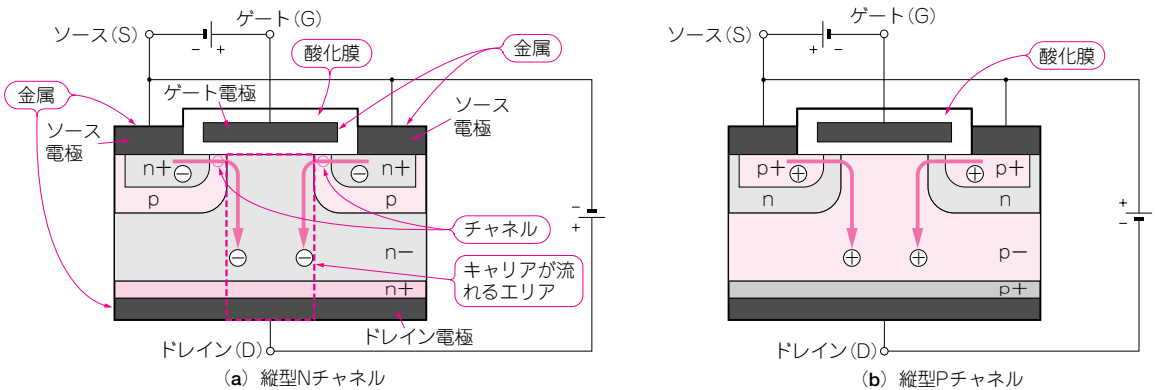 ソース(S)
ゲート(G)
− +
酸化膜
金属
金属
ゲート電極
ソース
電極
ソース
電極
n+
n+
−
−
p
p
チャネル
−
−
n−
キャリアが流
れるエリア
n+
ドレイン電極
ドレイン(D)
−
+
(a) 縦型Nチャネル
ソース(S)
ゲート(G)
+ −
酸化膜
p+
p+
+
+
n
n
+
+
p−
p+
ドレイン(D)
+
−
(b) 縦型Pチャネル